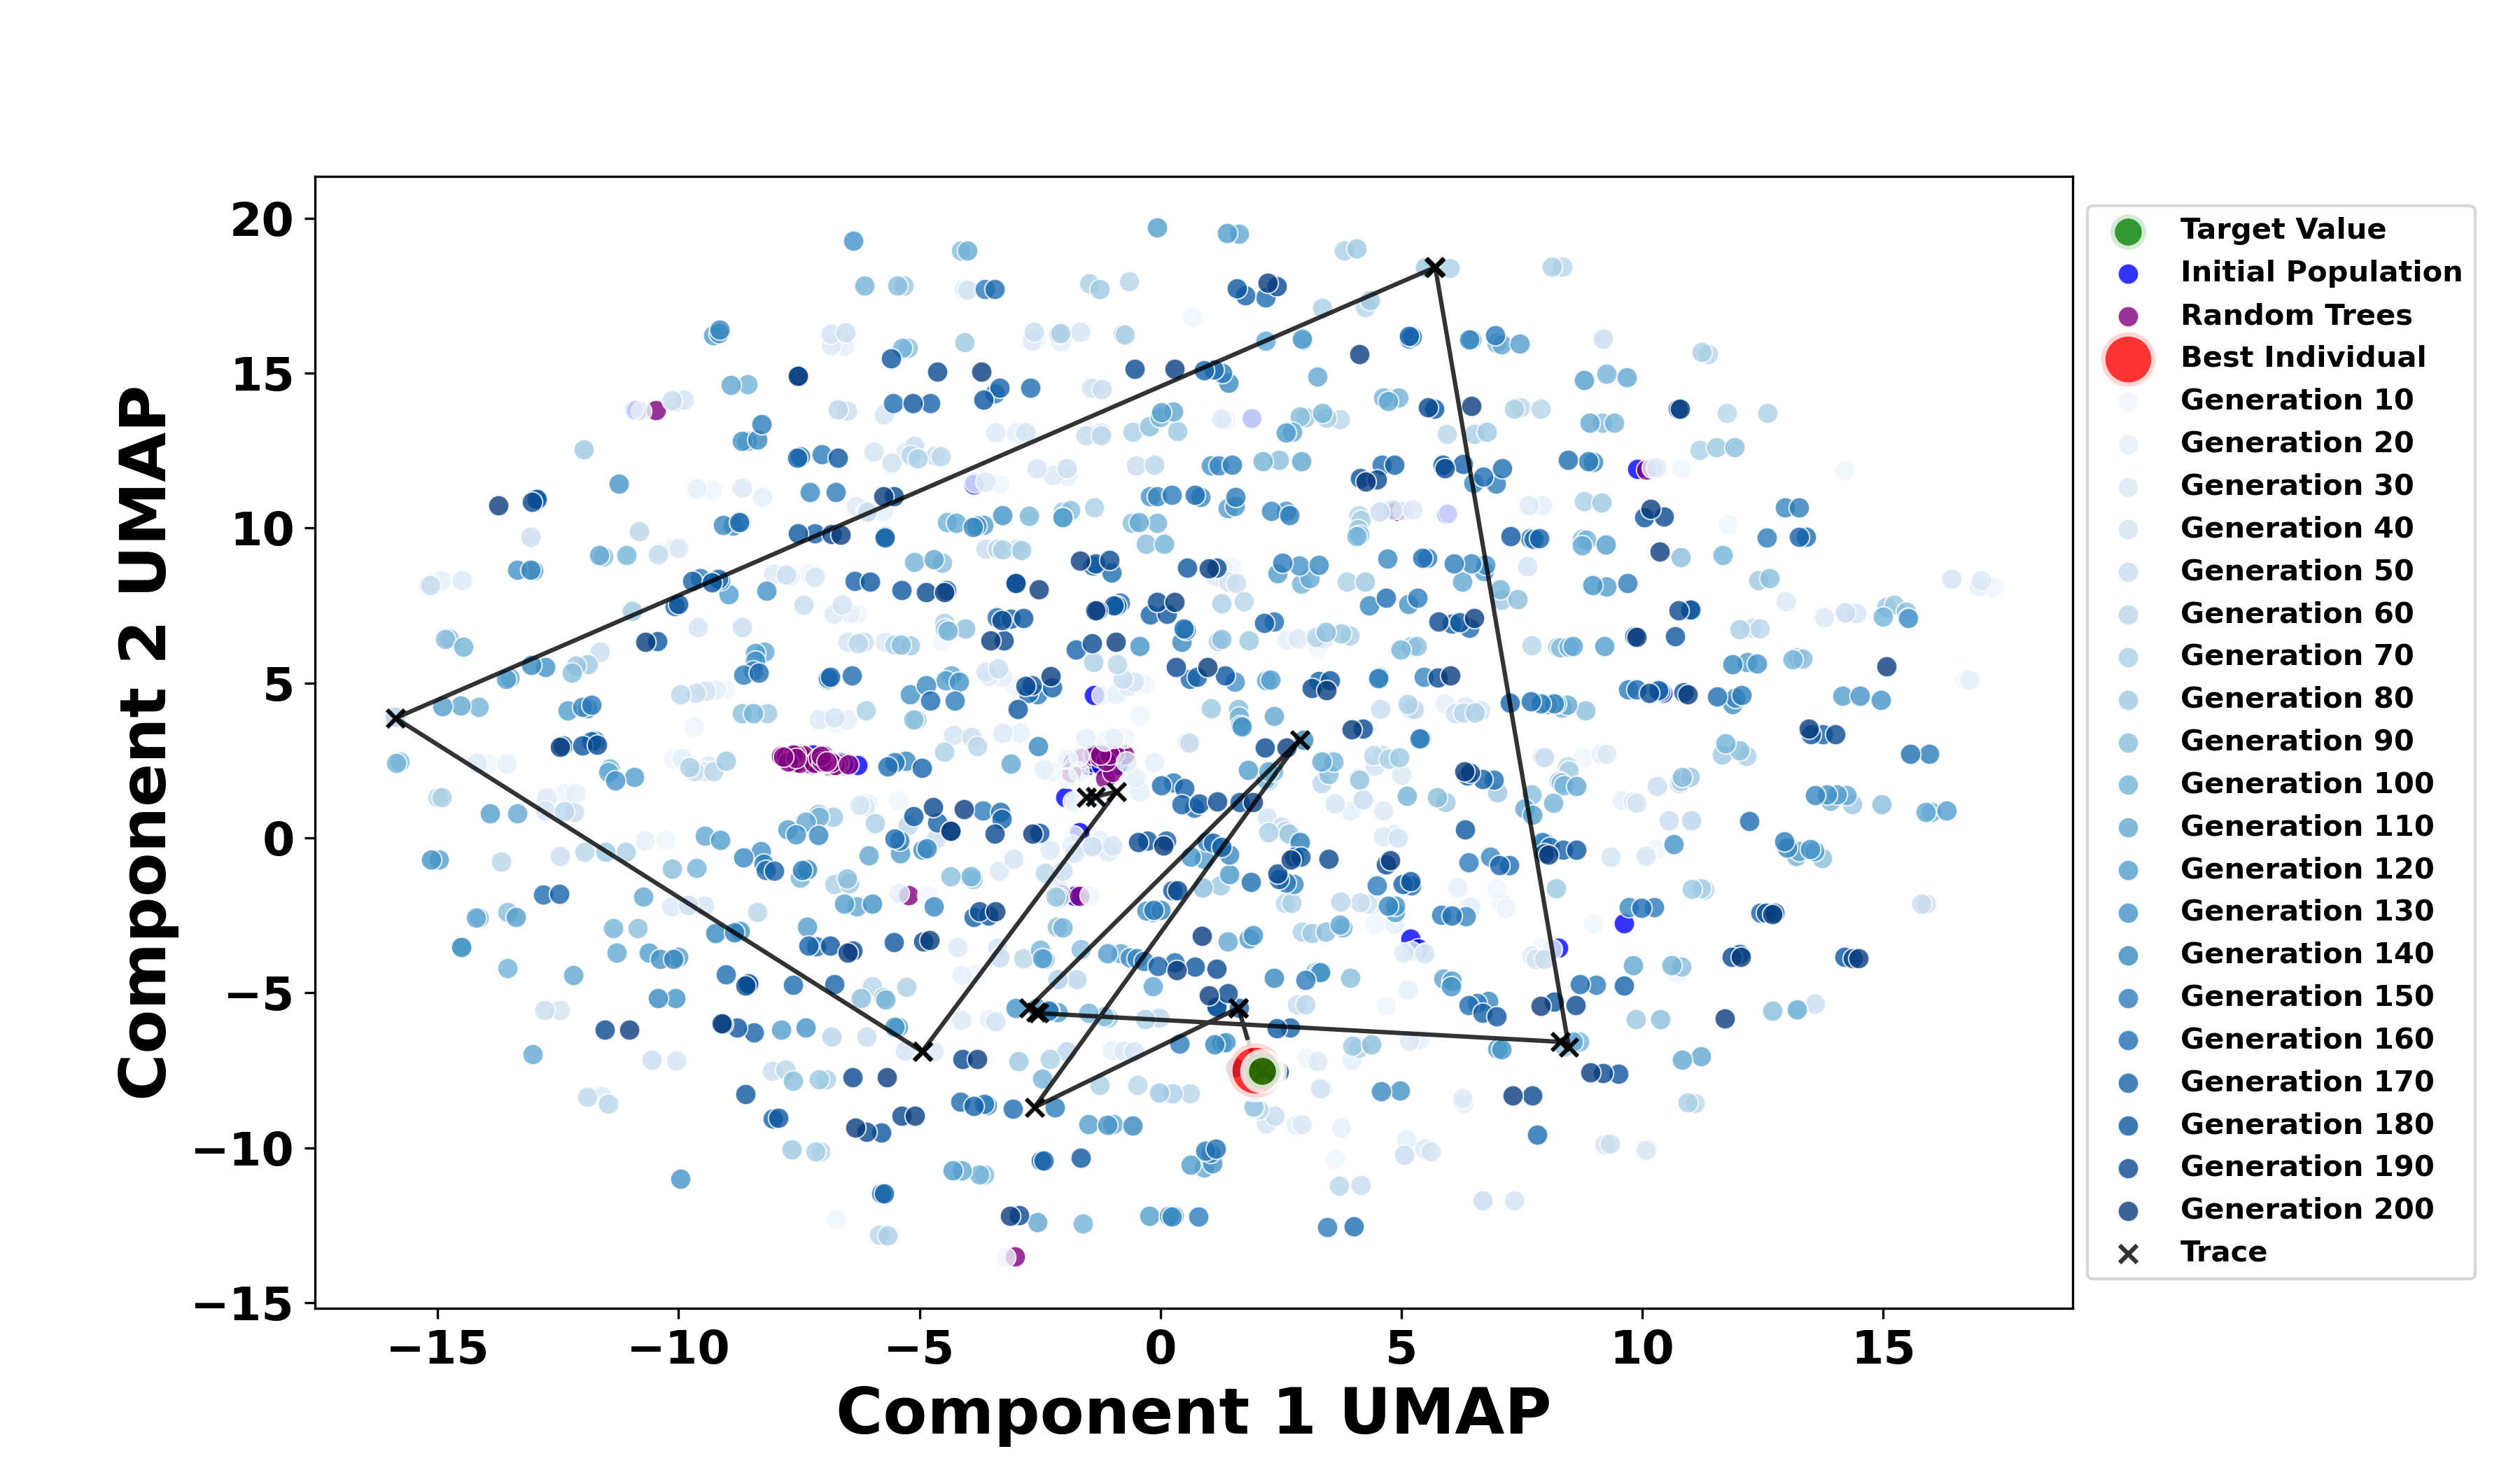 20
15
10
5
0
−5
−10
−15
Component 2 UMAP
−15 −10 −5 0 5 10 15
Component 1 UMAP
Target Value
Initial Population
Random Trees
Best Individual
Generation 10
Generation 20
Generation 30
Generation 40
Generation 50
Generation 60
Generation 70
Generation 80
Generation 90
Generation 100
Generation 110
Generation 120
Generation 130
Generation 140
Generation 150
Generation 160
Generation 170
Generation 180
Generation 190
Generation 200
Trace